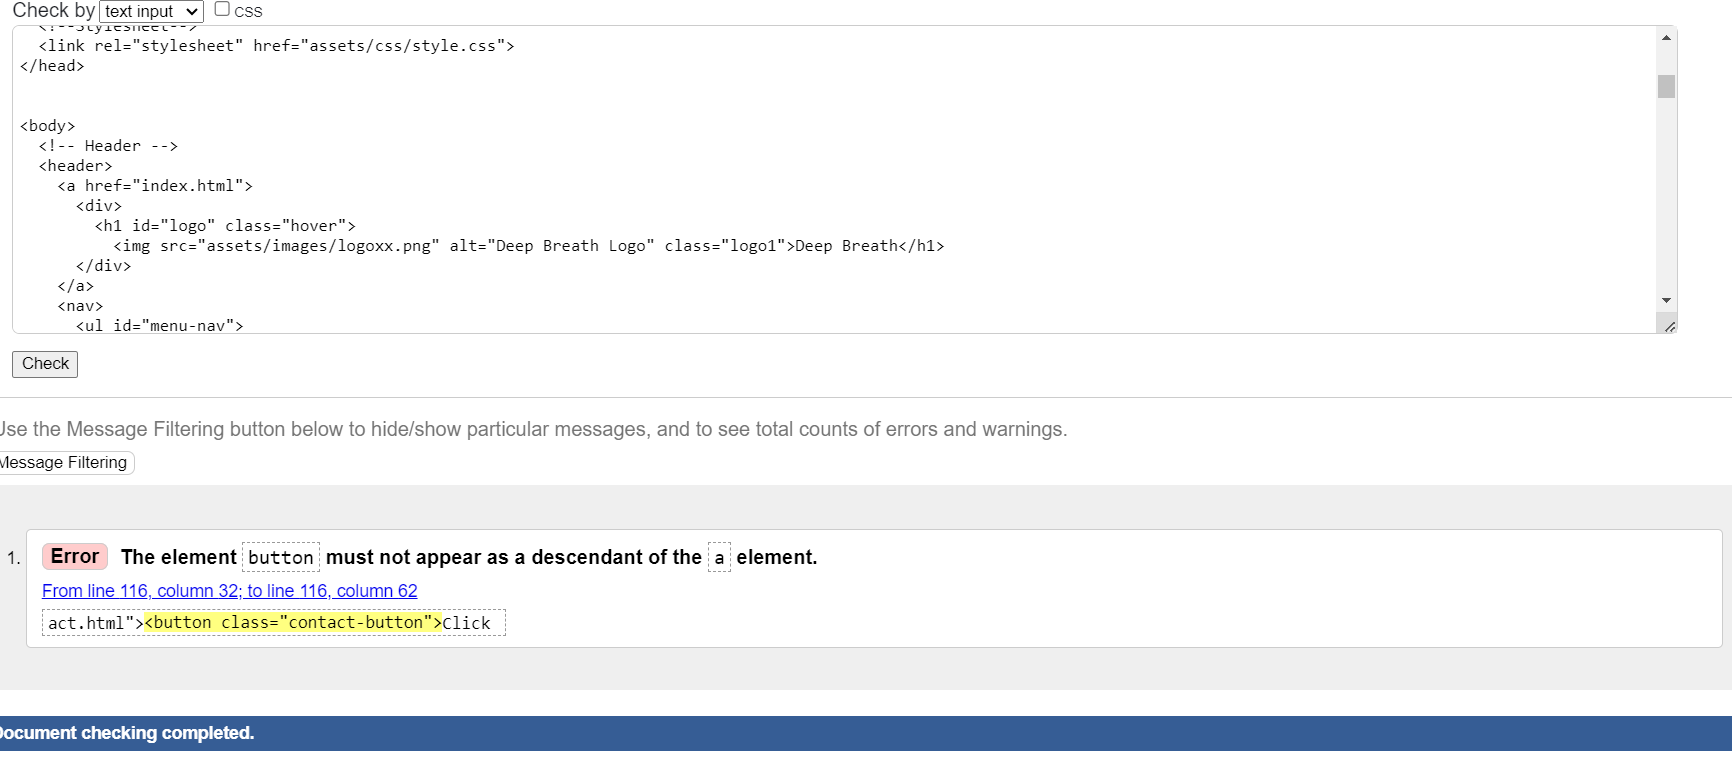 Check by text input CSS
<!--Stylesheet-->
<link rel="stylesheet" href="assets/css/style.css">
</head>
<body>
<!-- Header -->
<header>
<a href="index.html">
<div>
<h1 id="logo" class="hover">
<img src="assets/images/logoxx.png" alt="Deep Breath Logo" class="logo1">Deep Breath</h1>
</div>
</a>
<nav>
<ul id="menu-nav">
Check
Use the Message Filtering button below to hide/show particular messages, and to see total counts of errors and warnings.
Message Filtering
1. Error The element button must not appear as a descendant of the a element.
From line 116, column 32; to line 116, column 62
act.html"><button class="contact-button">Click
Document checking completed.